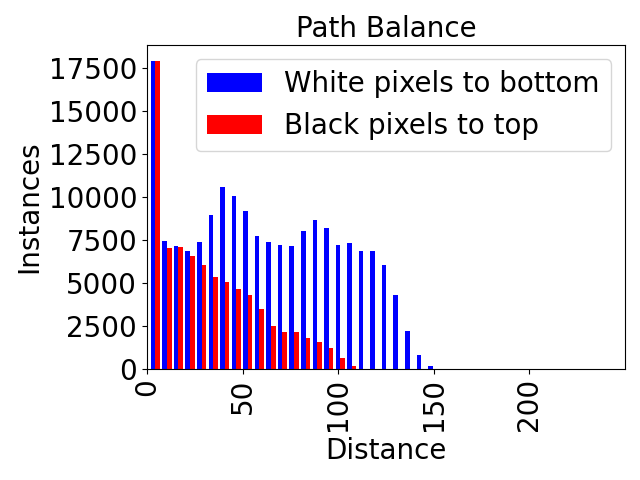 Path Balance
White pixels to bottom
Black pixels to top
Instances
17500
15000
12500
10000
7500
5000
2500
0
0
50
100
150
200
Distance